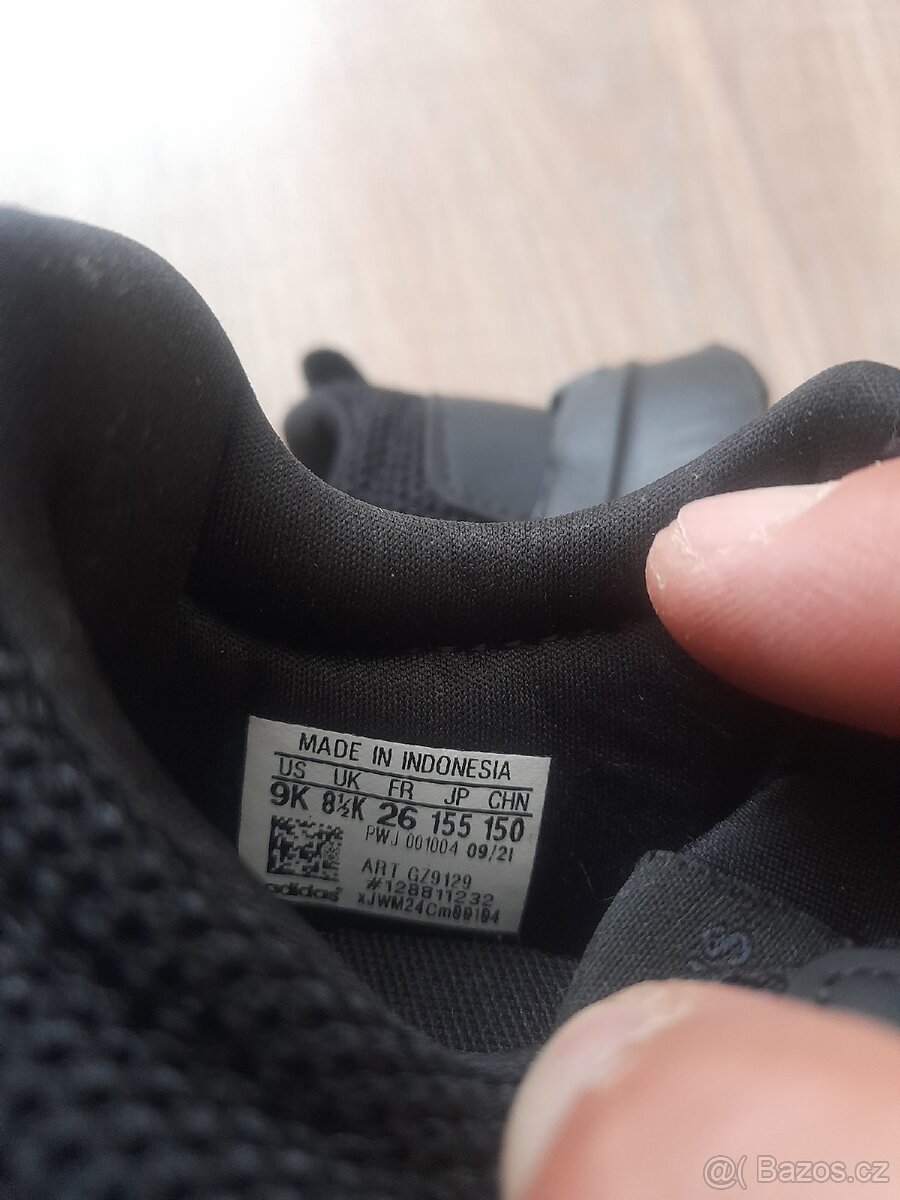 MADE IN INDONESIA
US UK FR JP CHN
9K 8½K 26 155 150
PWJ 001004 09/21
ART GZ9129
#128811232
adidas
@( Bazos.cz